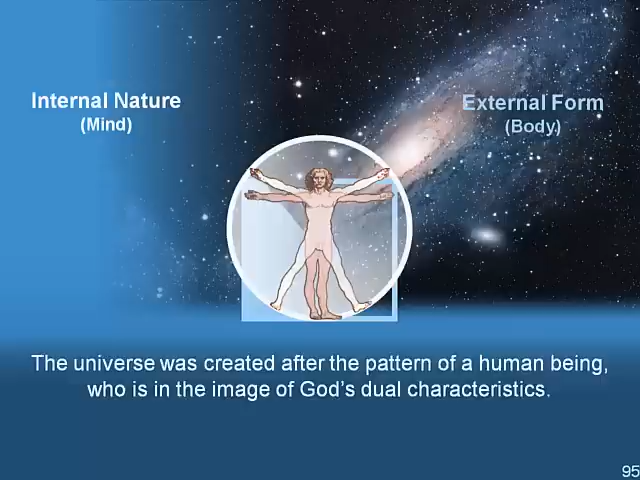 Internal Nature
(Mind)
External Form
(Body)
The universe was created after the pattern of a human being,
who is in the image of God's dual characteristics.
95